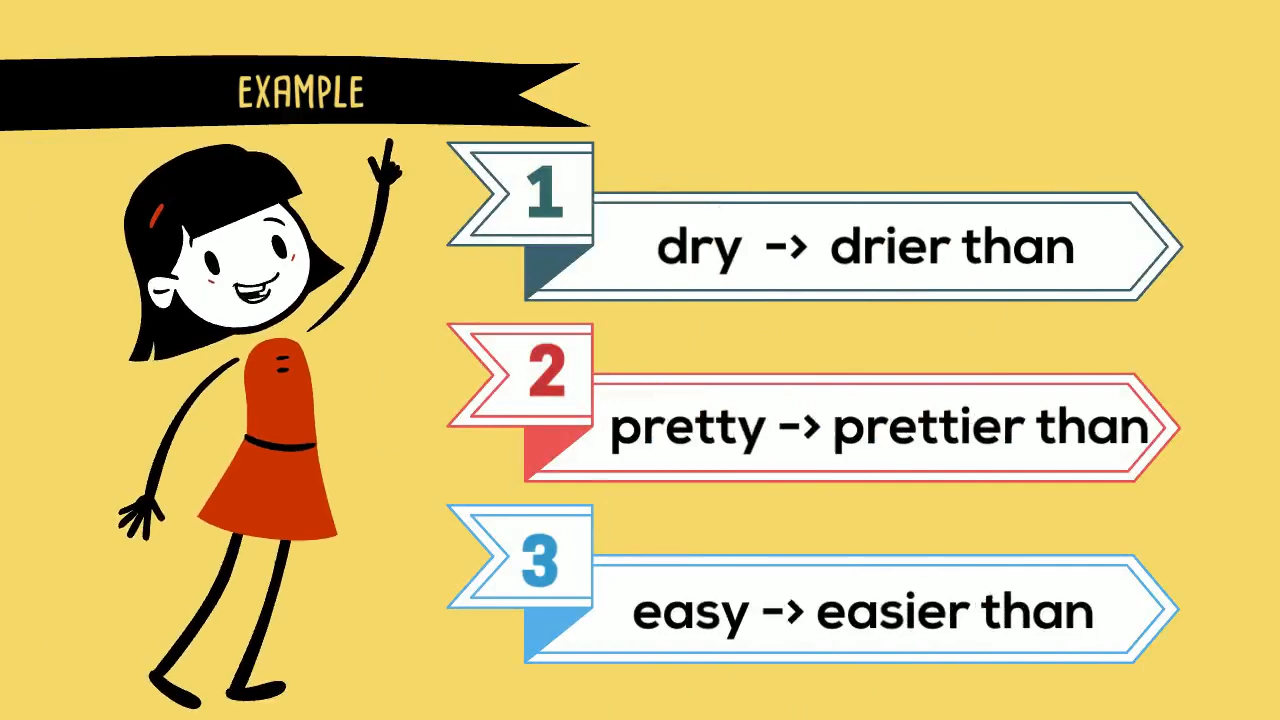 EXAMPLE
1
dry -> drier than
2
pretty -> prettier than
3
easy -> easier than